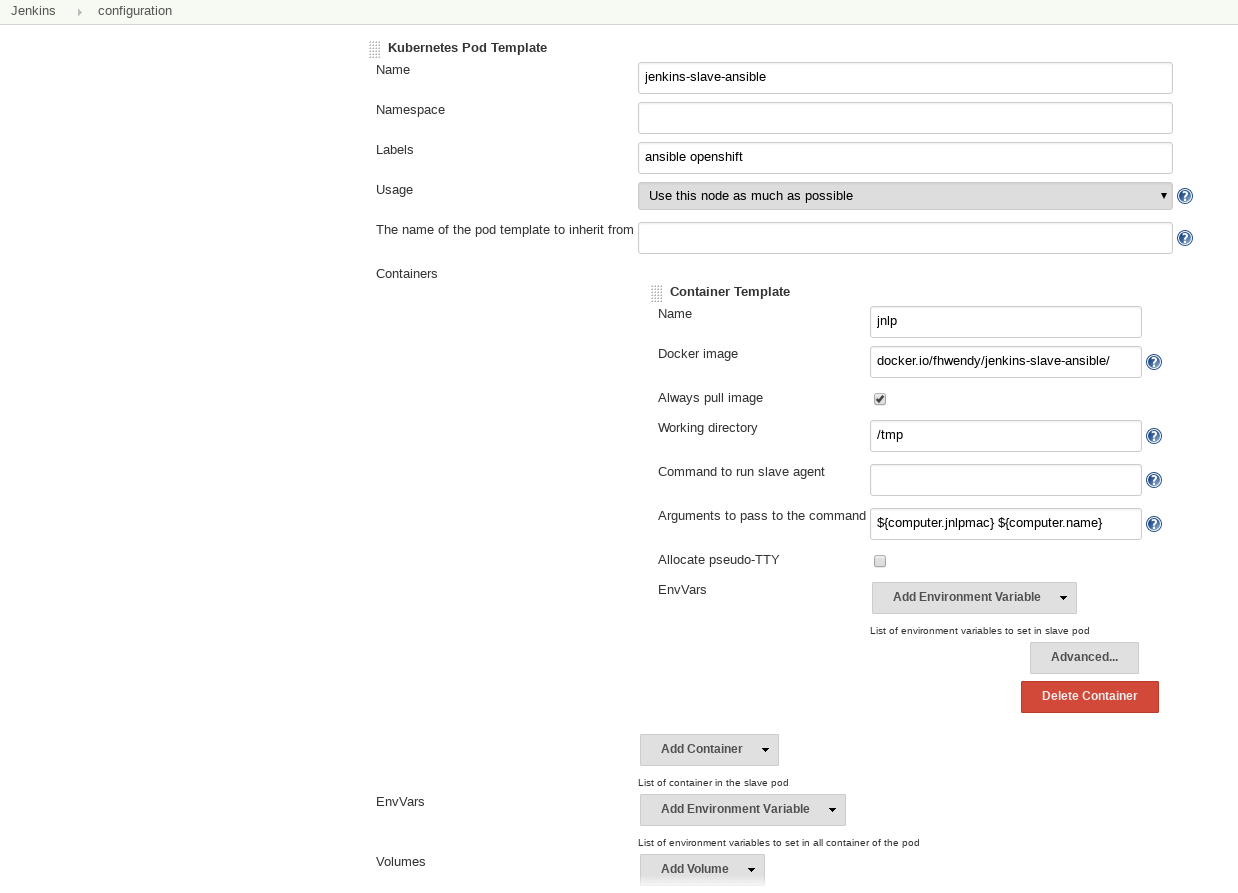 Jenkins configuration
Kubernetes Pod Template
Name jenkins-slave-ansible
Namespace
Labels ansible openshift
Usage Use this node as much as possible
The name of the pod template to inherit from
Containers
Container Template
Name jnlp
Docker image docker.io/fhwendy/jenkins-slave-ansible/
Always pull image
Working directory /tmp
Command to run slave agent
Arguments to pass to the command ${computer.jnlpmac} ${computer.name}
Allocate pseudo-TTY
EnvVars Add Environment Variable
List of environment variables to set in slave pod
Advanced...
Delete Container
Add Container
List of container in the slave pod
EnvVars Add Environment Variable
List of environment variables to set in all container of the pod
Volumes Add Volume